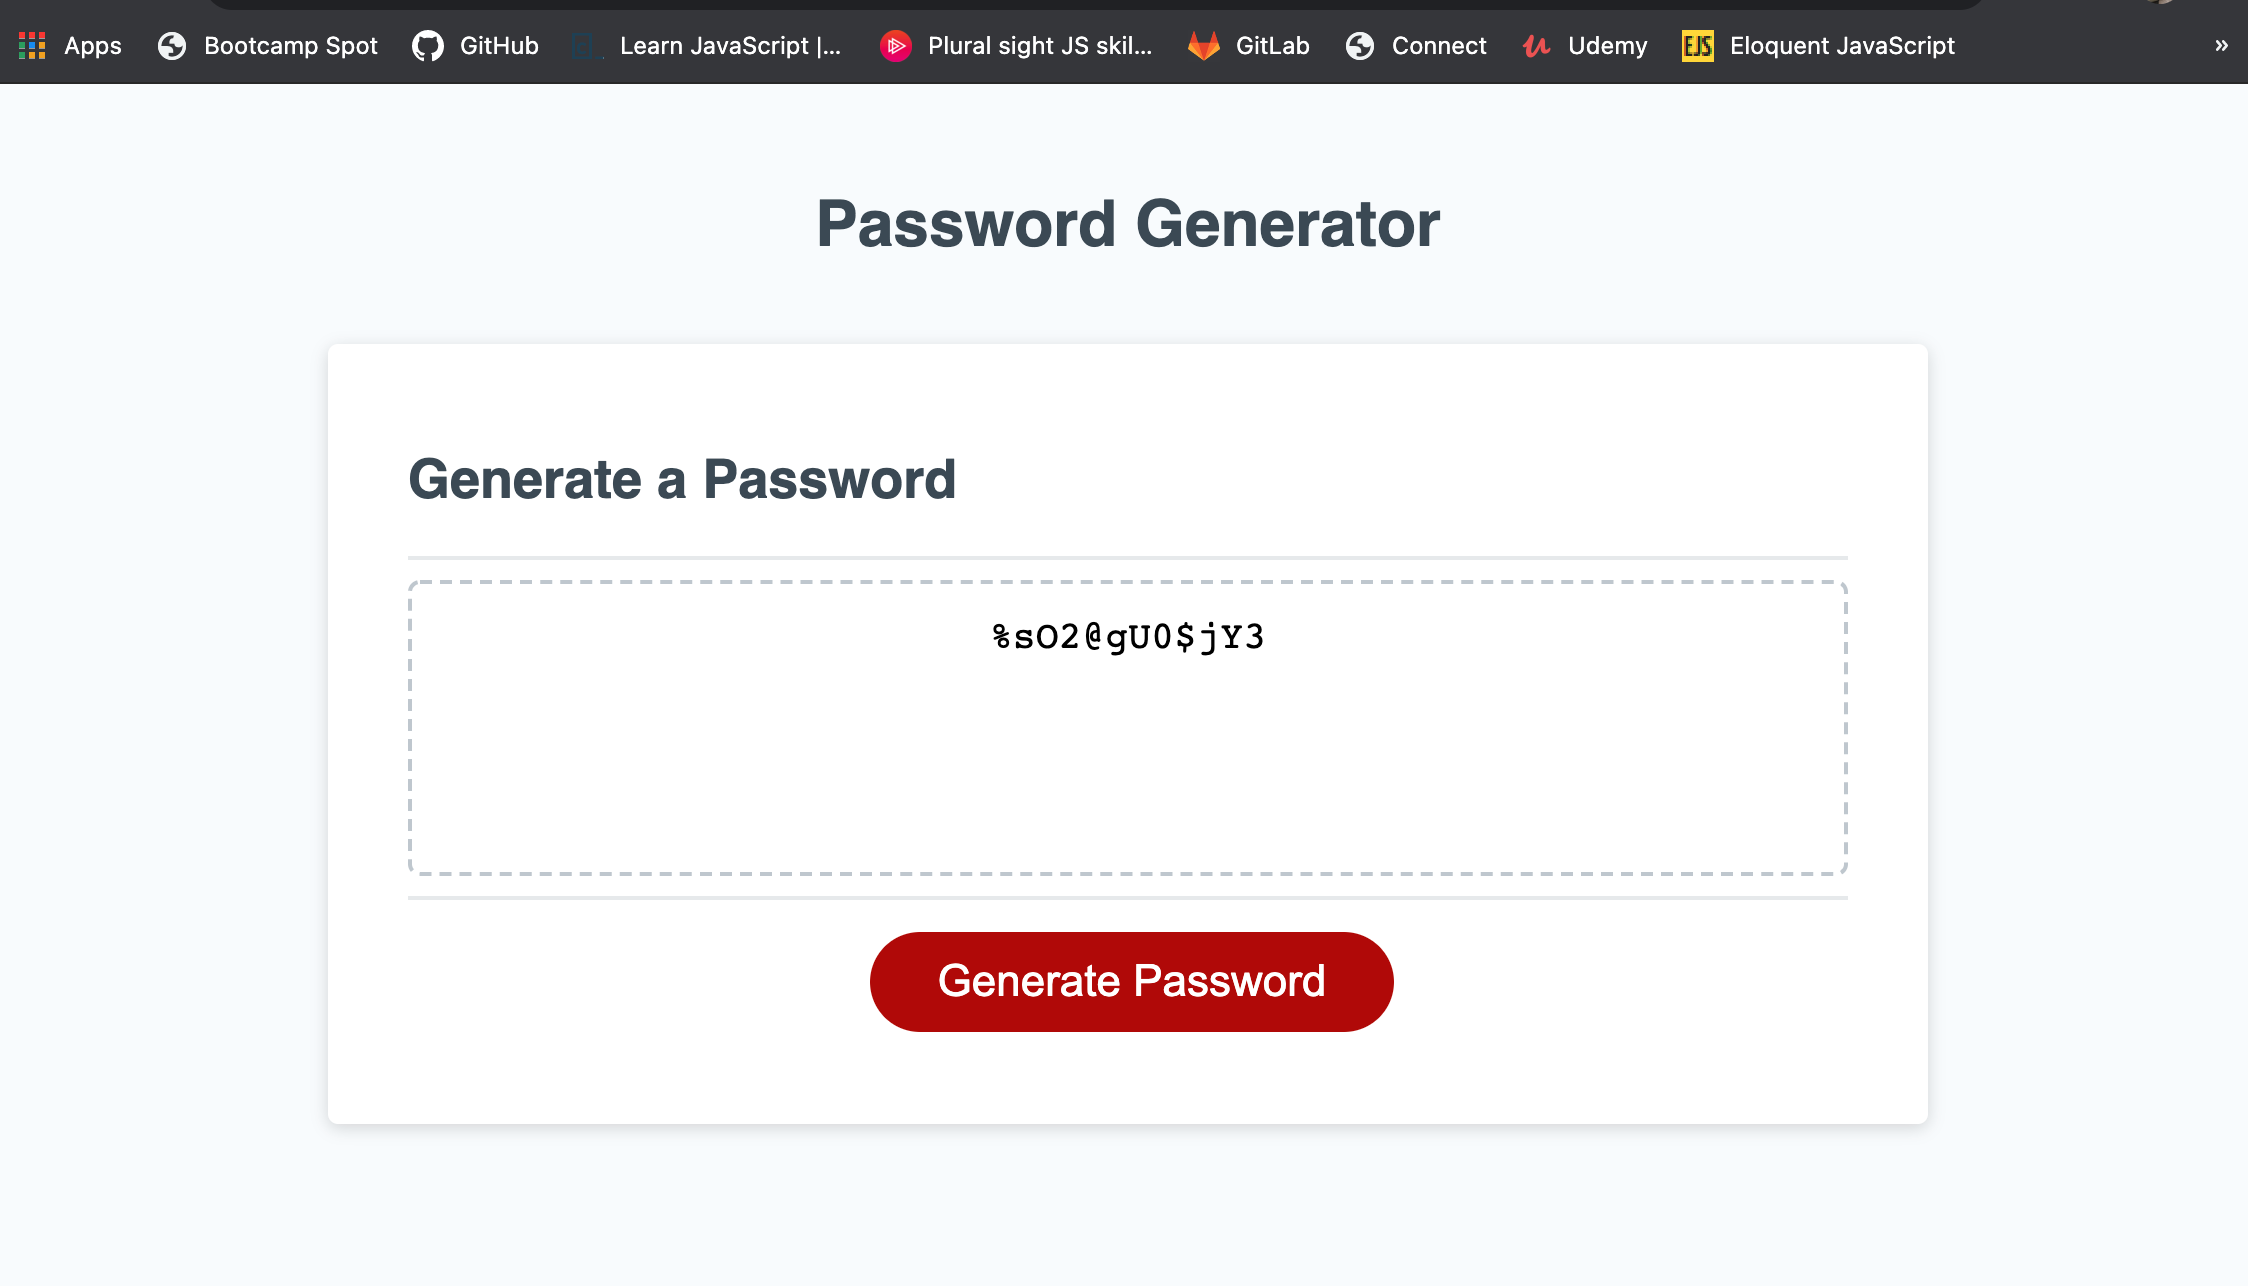 Apps Bootcamp Spot GitHub Learn JavaScript |... Plural sight JS skil... GitLab Connect Udemy EJS Eloquent JavaScript »
Password Generator
Generate a Password
%sO2@gU0$jY3
Generate Password